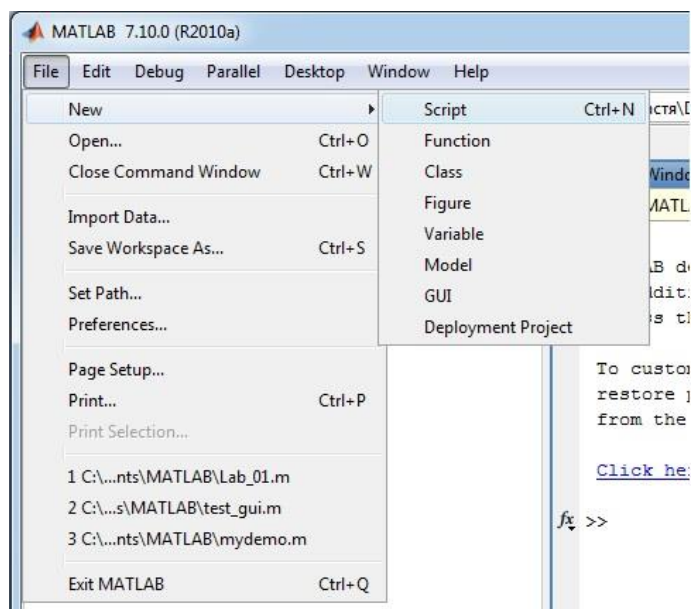 MATLAB 7.10.0 (R2010a)
File Edit Debug Parallel Desktop Window Help
New
Open... Ctrl+O
Close Command Window Ctrl+W
Import Data...
Save Workspace As... Ctrl+S
Set Path...
Preferences...
Page Setup...
Print... Ctrl+P
Print Selection...
1 C:\...nts\MATLAB\Lab_01.m
2 C:\...s\MATLAB\test_gui.m
3 C:\...nts\MATLAB\mydemo.m
Exit MATLAB Ctrl+Q
Script Ctrl+N
Function
Class
Figure
Variable
Model
GUI
Deployment Project
To
restore
from the
Click
fx >>